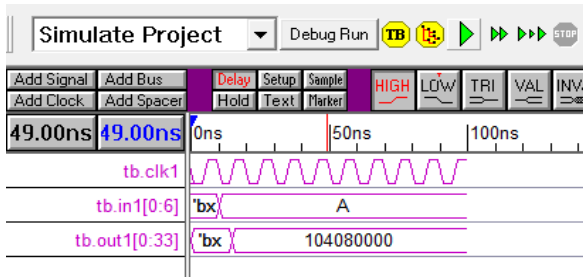 Simulate Project Debug Run TB STOP
Add Signal Add Bus Delay Setup Sample HIGH LOW TRI VAL INV
Add Clock Add Spacer Hold Text Marker
49.00ns 49.00ns 0ns 50ns 100ns
tb.clk1
tb.in1[0:6] 'bx A
tb.out1[0:33] 'bx 104080000